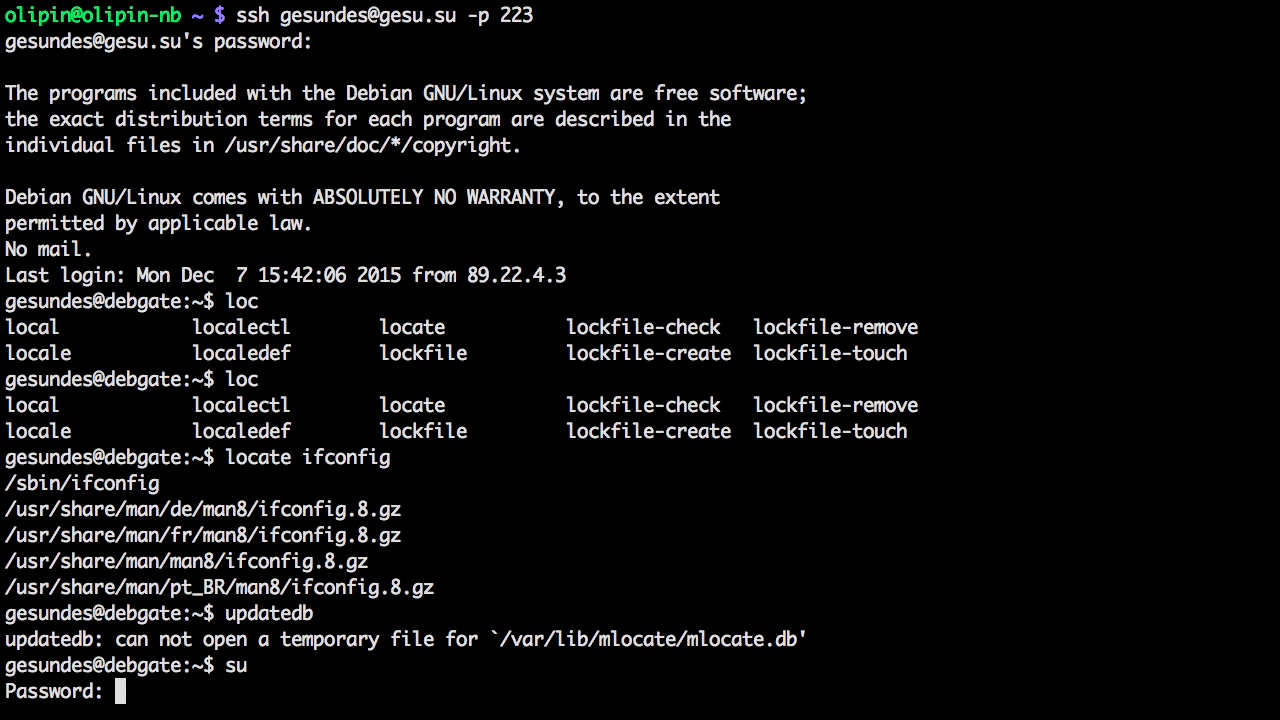 olipin@olipin-nb ~ $ ssh gesundes@gesu.su -p 223
gesundes@gesu.su's password:
The programs included with the Debian GNU/Linux system are free software;
the exact distribution terms for each program are described in the
individual files in /usr/share/doc/*/copyright.
Debian GNU/Linux comes with ABSOLUTELY NO WARRANTY, to the extent
permitted by applicable law.
No mail.
Last login: Mon Dec  7 15:42:06 2015 from 89.22.4.3
gesundes@debgate:~$ loc
local            localectl        locate           lockfile-check   lockfile-remove
locale           localedef        lockfile         lockfile-create  lockfile-touch
gesundes@debgate:~$ loc
local            localectl        locate           lockfile-check   lockfile-remove
locale           localedef        lockfile         lockfile-create  lockfile-touch
gesundes@debgate:~$ locate ifconfig
/sbin/ifconfig
/usr/share/man/de/man8/ifconfig.8.gz
/usr/share/man/fr/man8/ifconfig.8.gz
/usr/share/man/man8/ifconfig.8.gz
/usr/share/man/pt_BR/man8/ifconfig.8.gz
gesundes@debgate:~$ updatedb
updatedb: can not open a temporary file for `/var/lib/mlocate/mlocate.db'
gesundes@debgate:~$ su
Password: